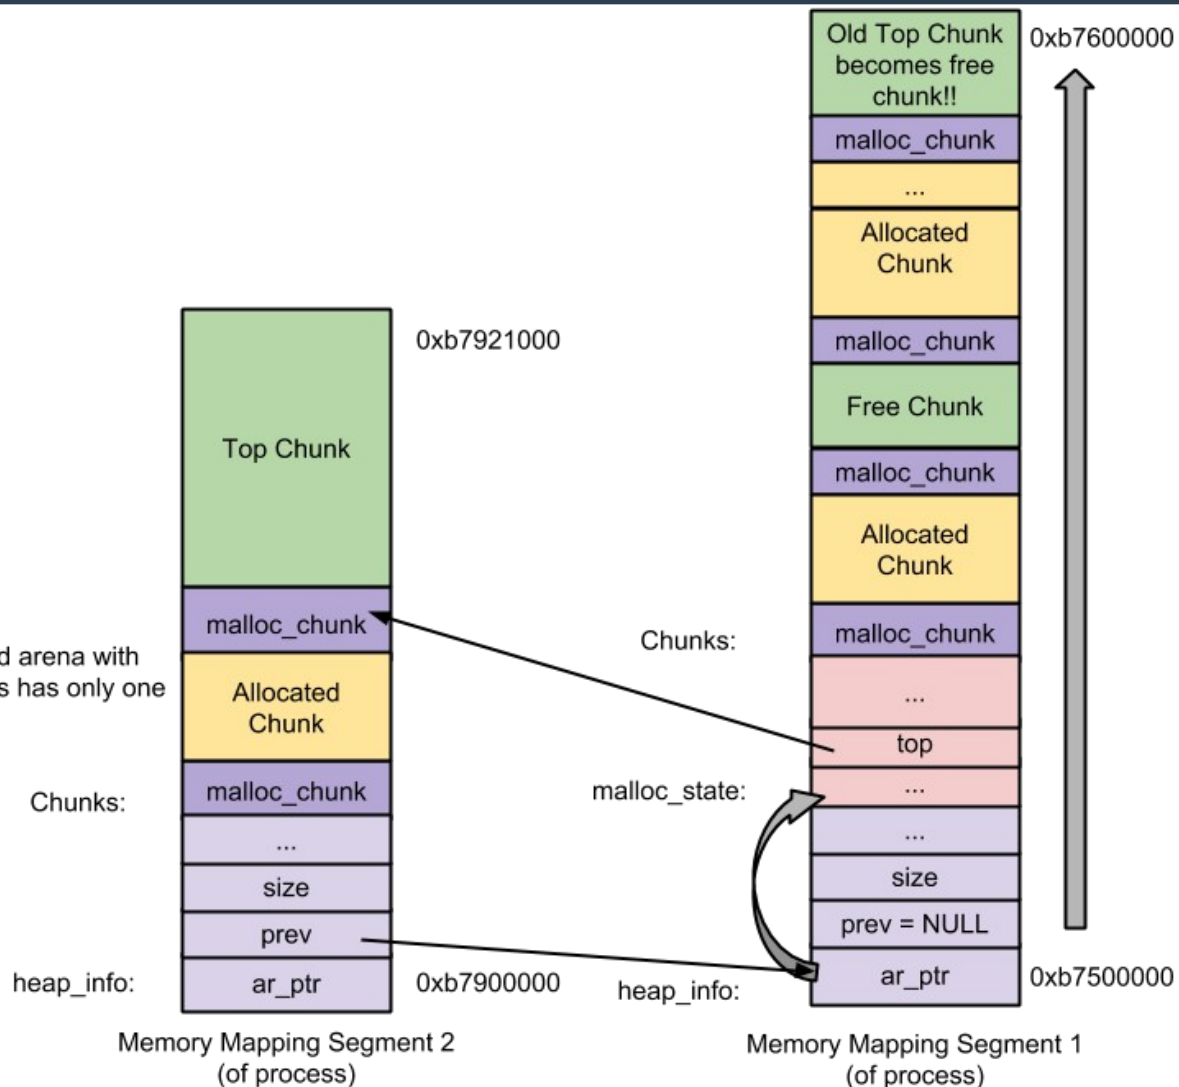 Old Top Chunk
becomes free
chunk!!
0xb7600000
malloc_chunk
...
Allocated
Chunk
malloc_chunk
Free Chunk
malloc_chunk
Allocated
Chunk
Chunks:
malloc_chunk
...
top
malloc_state:
...
...
size
prev = NULL
heap_info:
ar_ptr
0xb7500000
Memory Mapping Segment 1
(of process)
0xb7921000
Top Chunk
malloc_chunk
d arena with
s has only one
Allocated
Chunk
Chunks:
malloc_chunk
...
size
prev
heap_info:
ar_ptr
0xb7900000
Memory Mapping Segment 2
(of process)